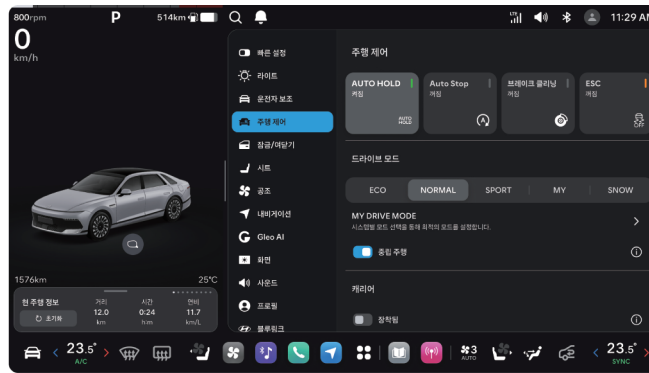 800rpm P 514km
LTE 11:29 AM
0
km/h
빠른 설정
라이트
운전자 보조
주행 제어
잠금/여닫기
시트
공조
내비게이션
Gleo AI
화면
사운드
프로필
블루링크
주행 제어
AUTO HOLD
켜짐
AUTO
HOLD
Auto Stop
꺼짐
A
브레이크 클리닝
꺼짐
ESC
켜짐
OFF
드라이브 모드
ECO NORMAL SPORT MY SNOW
MY DRIVE MODE
시스템별 모드 선택을 통해 최적의 모드를 설정합니다.
중립 주행
캐리어
장착됨
1576km 25°C
현 주행 정보
초기화
거리 시간 연비
12.0 0:24 11.7
km h:m km/L
23.5°
A/C
3
AUTO
23.5°
SYNC